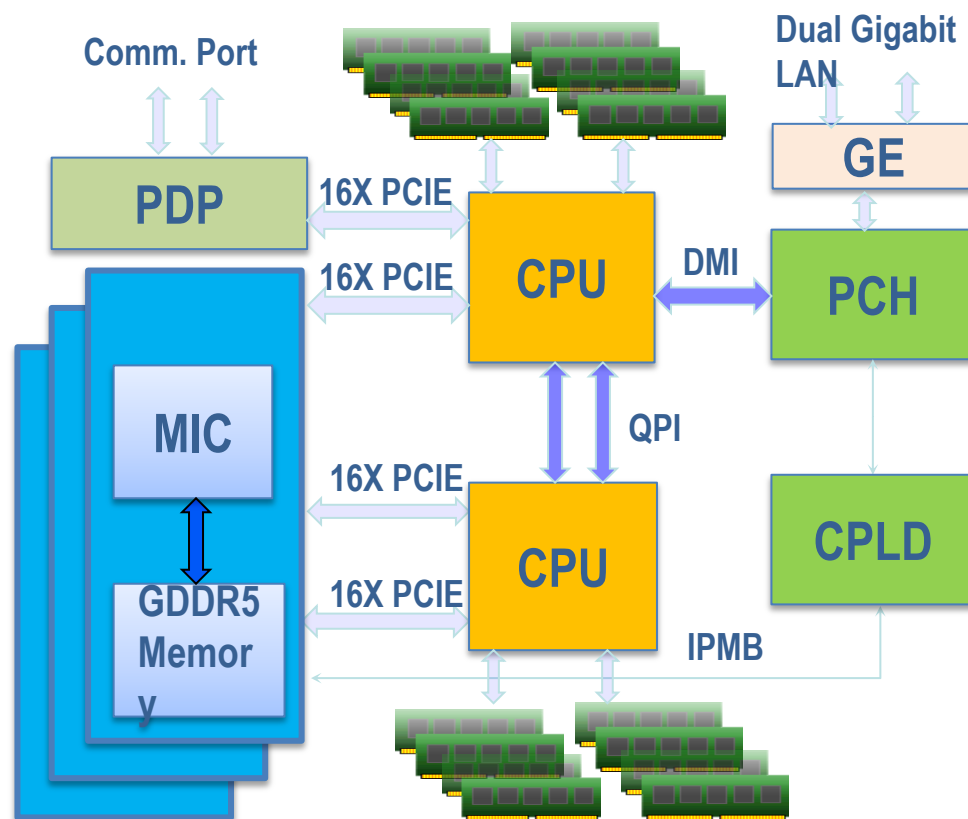 Comm. Port
Dual Gigabit
LAN
GE
PDP
16X PCIE
CPU
DMI
PCH
16X PCIE
MIC
QPI
16X PCIE
CPU
CPLD
16X PCIE
GDDR5
Memor
y
IPMB